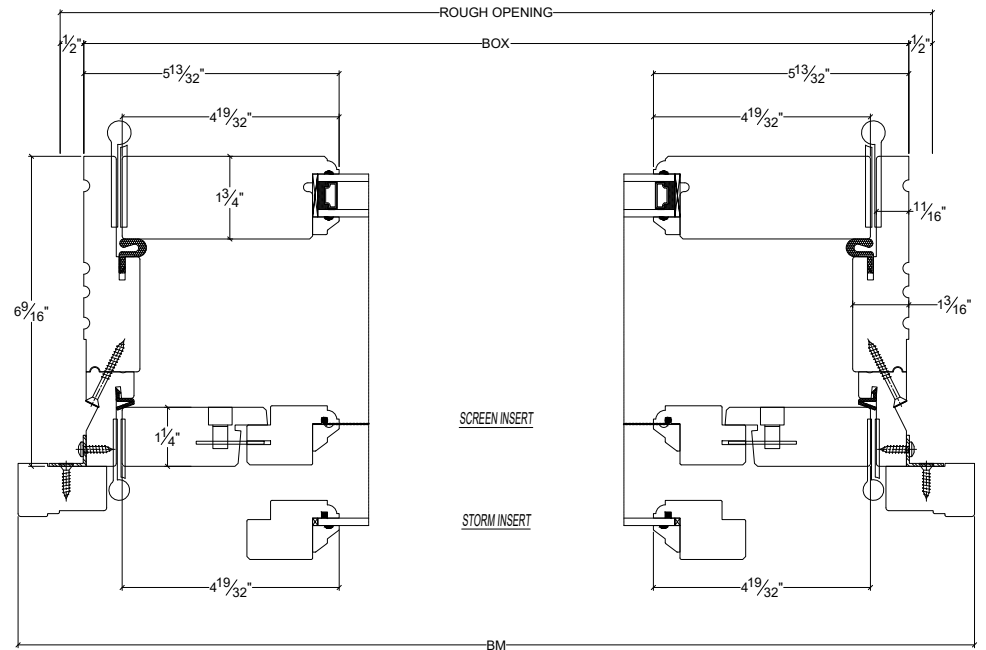 ROUGH OPENING
1/2" BOX 1/2"
5 13/32" 5 13/32"
4 19/32" 4 19/32"
1 3/4"
11/16"
6 9/16"
1 3/16"
SCREEN INSERT
1 1/4"
STORM INSERT
4 19/32" 4 19/32"
BM